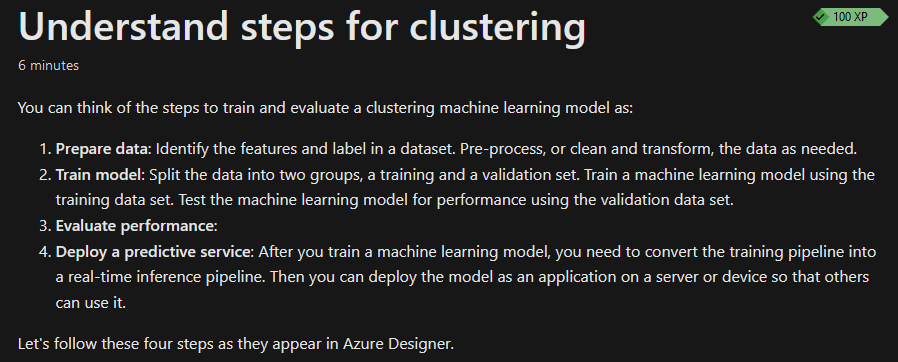 Understand steps for clustering
100 XP
6 minutes
You can think of the steps to train and evaluate a clustering machine learning model as:
1. Prepare data: Identify the features and label in a dataset. Pre-process, or clean and transform, the data as needed.
2. Train model: Split the data into two groups, a training and a validation set. Train a machine learning model using the
training data set. Test the machine learning model for performance using the validation data set.
3. Evaluate performance:
4. Deploy a predictive service: After you train a machine learning model, you need to convert the training pipeline into
a real-time inference pipeline. Then you can deploy the model as an application on a server or device so that others
can use it.
Let's follow these four steps as they appear in Azure Designer.